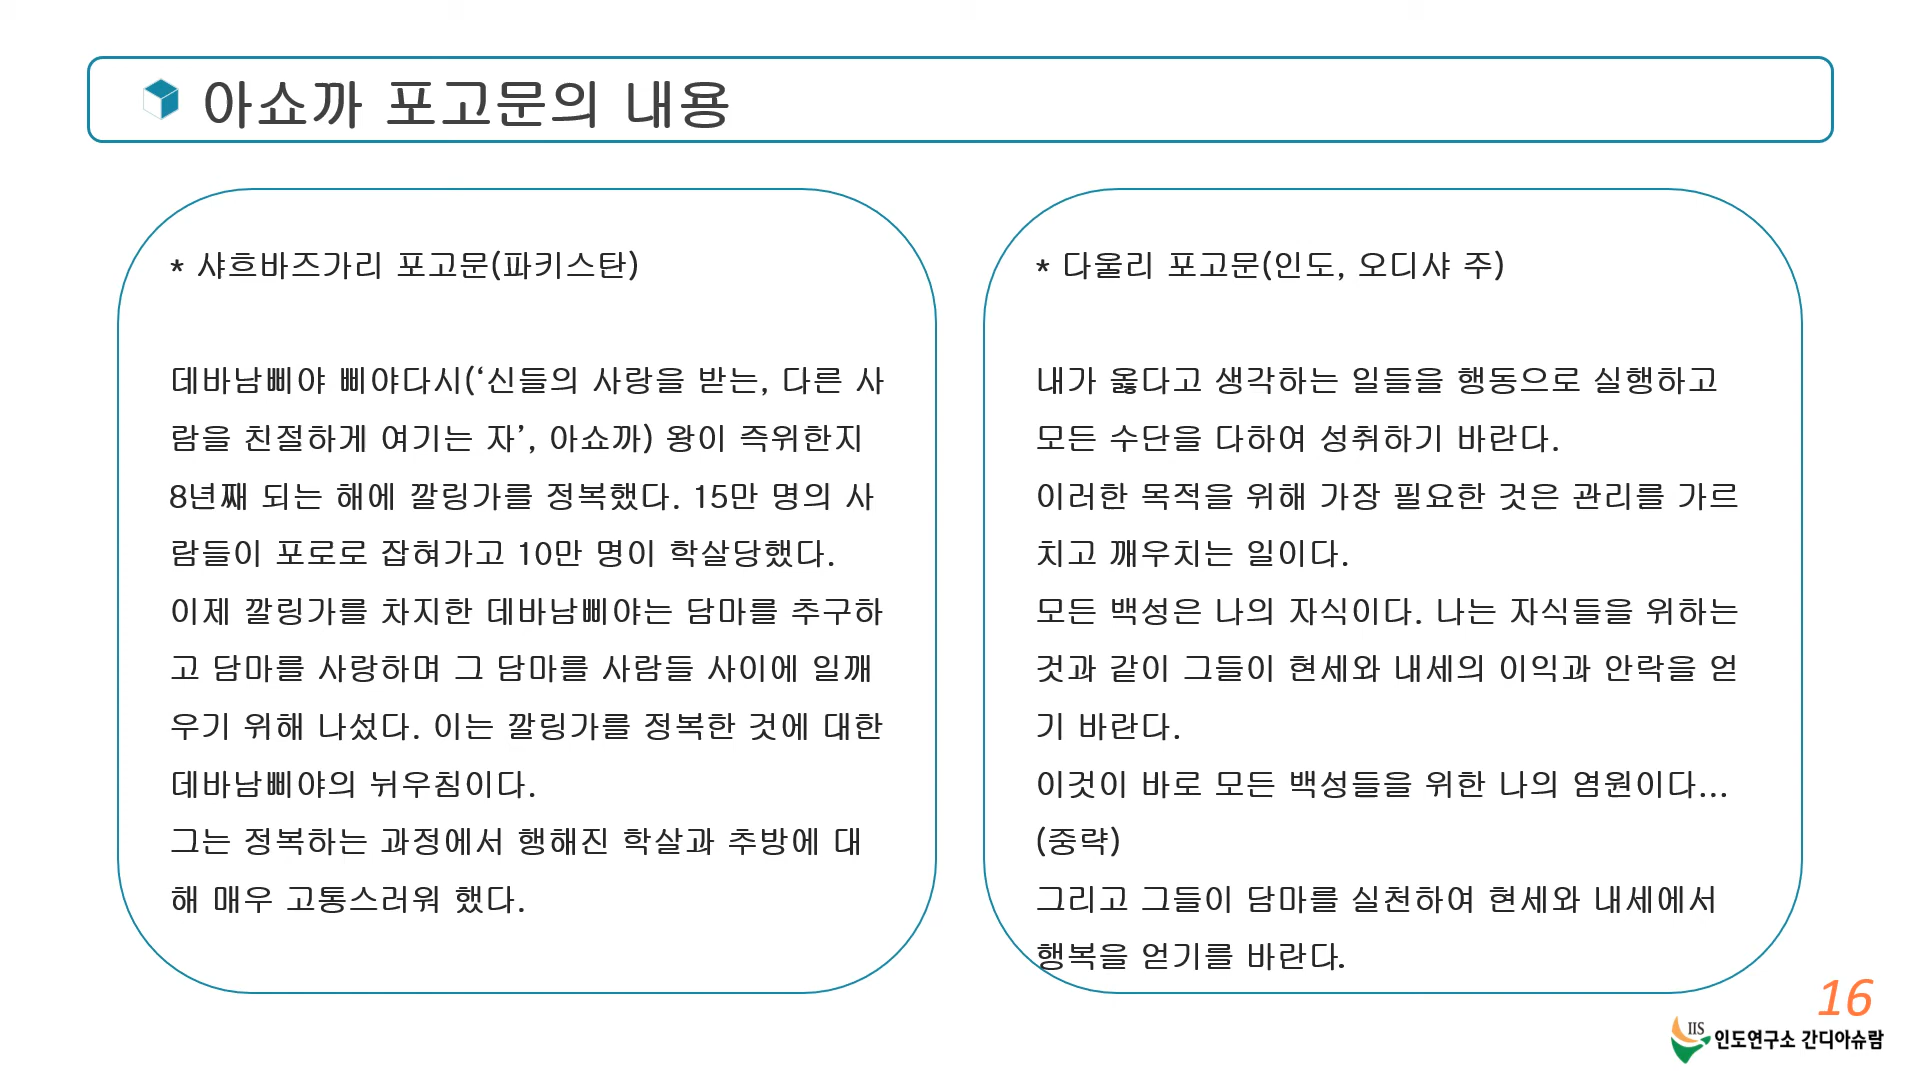 아쇼까 포고문의 내용
* 샤흐바즈가리 포고문(파키스탄)
데바남삐야 삐야다시(‘신들의 사랑을 받는, 다른 사
람을 친절하게 여기는 자’, 아쇼까) 왕이 즉위한지
8년째 되는 해에 깔링가를 정복했다. 15만 명의 사
람들이 포로로 잡혀가고 10만 명이 학살당했다.
이제 깔링가를 차지한 데바남삐야는 담마를 추구하
고 담마를 사랑하며 그 담마를 사람들 사이에 일깨
우기 위해 나섰다. 이는 깔링가를 정복한 것에 대한
데바남삐야의 뉘우침이다.
그는 정복하는 과정에서 행해진 학살과 추방에 대
해 매우 고통스러워 했다.
* 다울리 포고문(인도, 오디샤 주)
내가 옳다고 생각하는 일들을 행동으로 실행하고
모든 수단을 다하여 성취하기 바란다.
이러한 목적을 위해 가장 필요한 것은 관리를 가르
치고 깨우치는 일이다.
모든 백성은 나의 자식이다. 나는 자식들을 위하는
것과 같이 그들이 현세와 내세의 이익과 안락을 얻
기 바란다.
이것이 바로 모든 백성들을 위한 나의 염원이다…
(중략)
그리고 그들이 담마를 실천하여 현세와 내세에서
행복을 얻기를 바란다.
16
IIS 인도연구소 간디아슈람